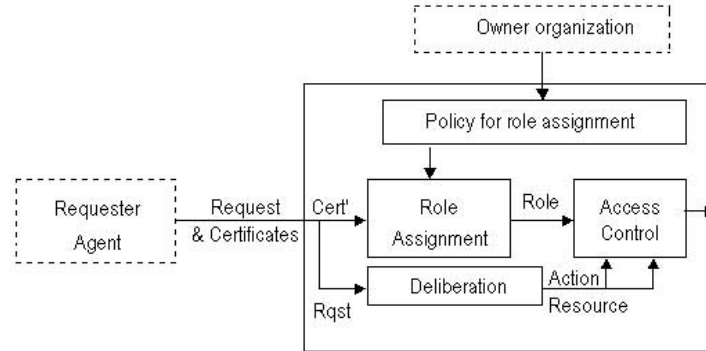 Owner organization
Policy for role assignment
Requester
Agent
Request
& Certificates
Cert'
Role
Assignment
Role
Access
Control
Rqst
Deliberation
Action
Resource